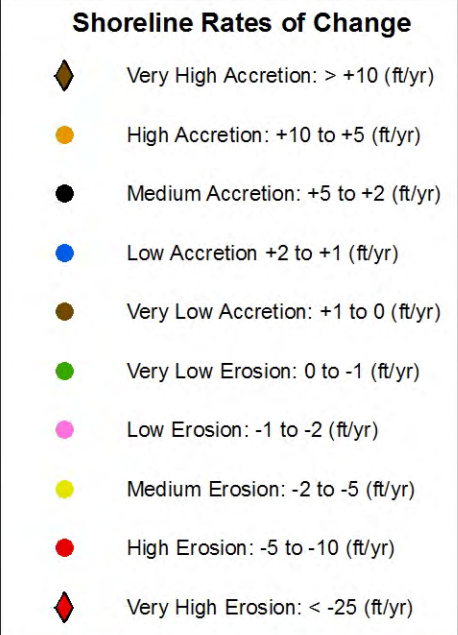 Shoreline Rates of Change
Very High Accretion: > +10 (ft/yr)
High Accretion: +10 to +5 (ft/yr)
Medium Accretion: +5 to +2 (ft/yr)
Low Accretion +2 to +1 (ft/yr)
Very Low Accretion: +1 to 0 (ft/yr)
Very Low Erosion: 0 to -1 (ft/yr)
Low Erosion: -1 to -2 (ft/yr)
Medium Erosion: -2 to -5 (ft/yr)
High Erosion: -5 to -10 (ft/yr)
Very High Erosion: < -25 (ft/yr)